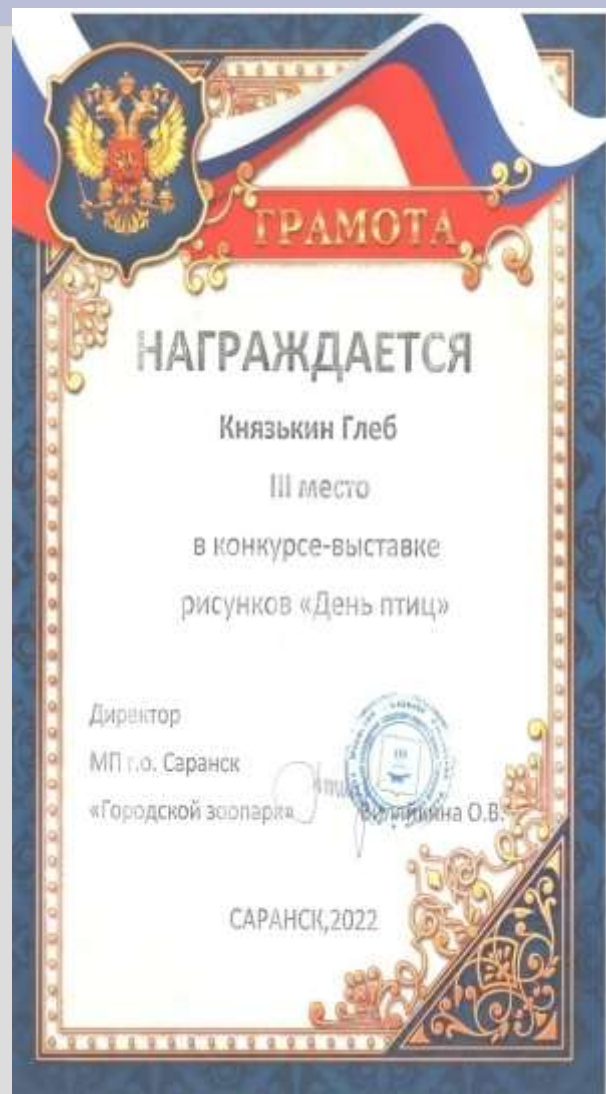 ГРАМОТА
НАГРАЖДАЕТСЯ
Князькин Глеб
III место
в конкурсе-выставке
рисунков «День птиц»
Директор
МП г.о. Саранск
«Городской зоопарк» О.В.
САРАНСК,2022